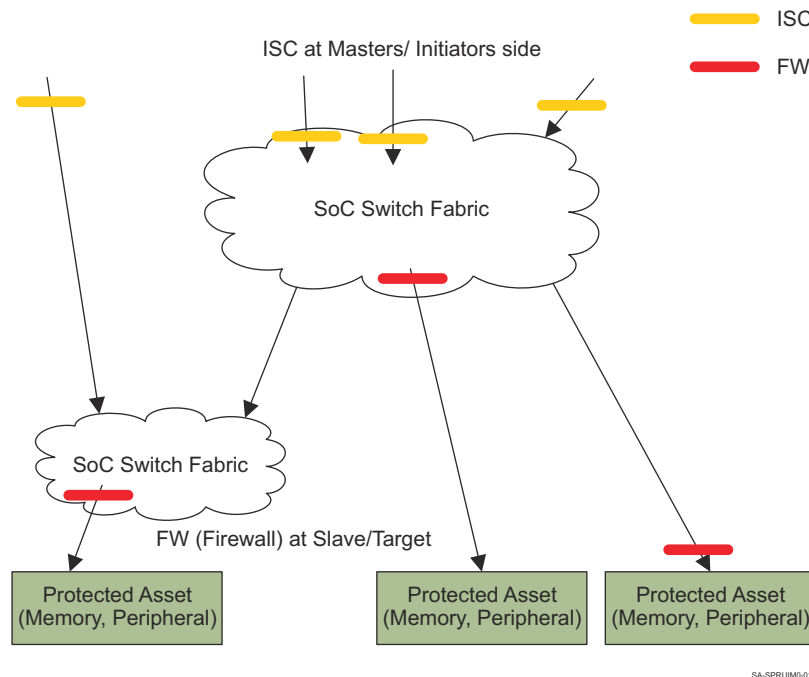 ISC
ISC at Masters/ Initiators side
FW
SoC Switch Fabric
SoC Switch Fabric
FW (Firewall) at Slave/Target
Protected Asset
(Memory, Peripheral)
Protected Asset
(Memory, Peripheral)
Protected Asset
(Memory, Peripheral)